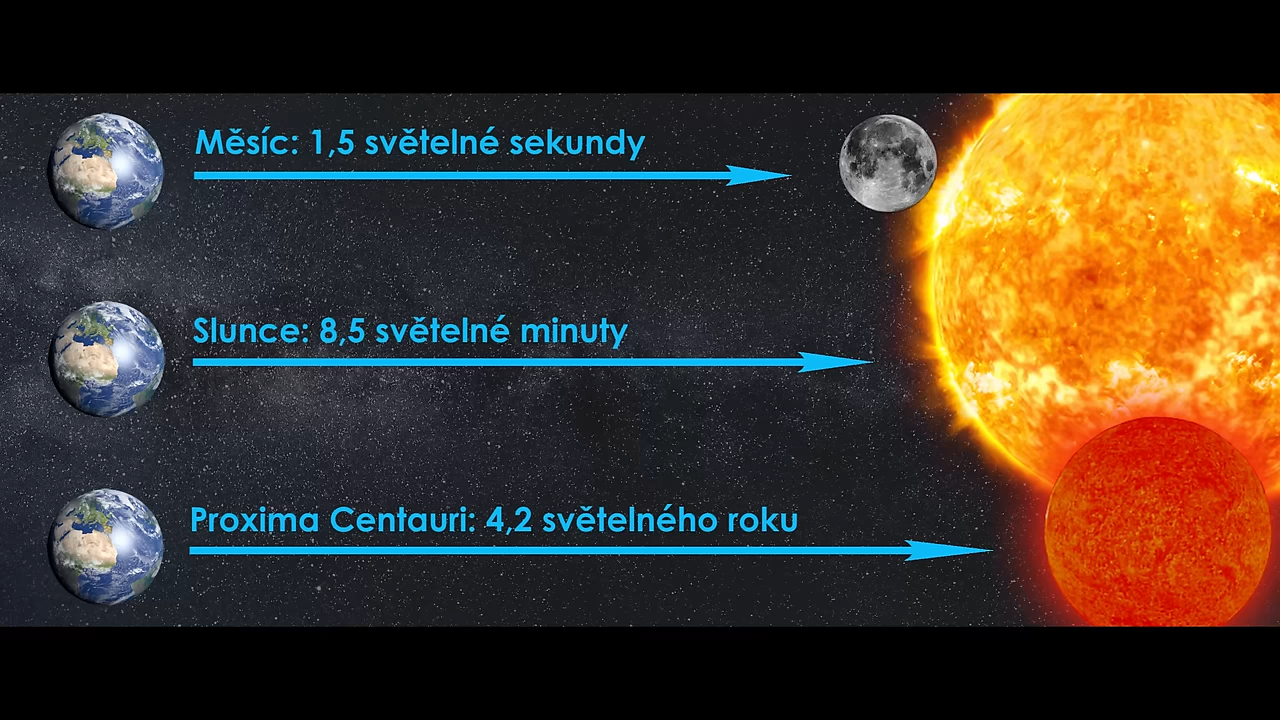 Měsíc: 1,5 světelné sekundy
Slunce: 8,5 světelné minuty
Proxima Centauri: 4,2 světelného roku